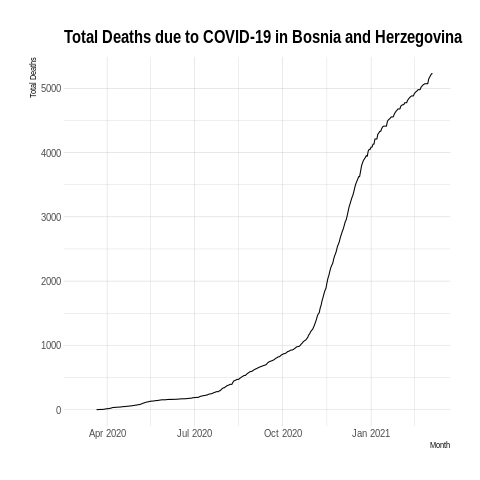 Total Deaths due to COVID-19 in Bosnia and Herzegovina
Total Deaths
5000
4000
3000
2000
1000
0
Apr 2020 Jul 2020 Oct 2020 Jan 2021
Month